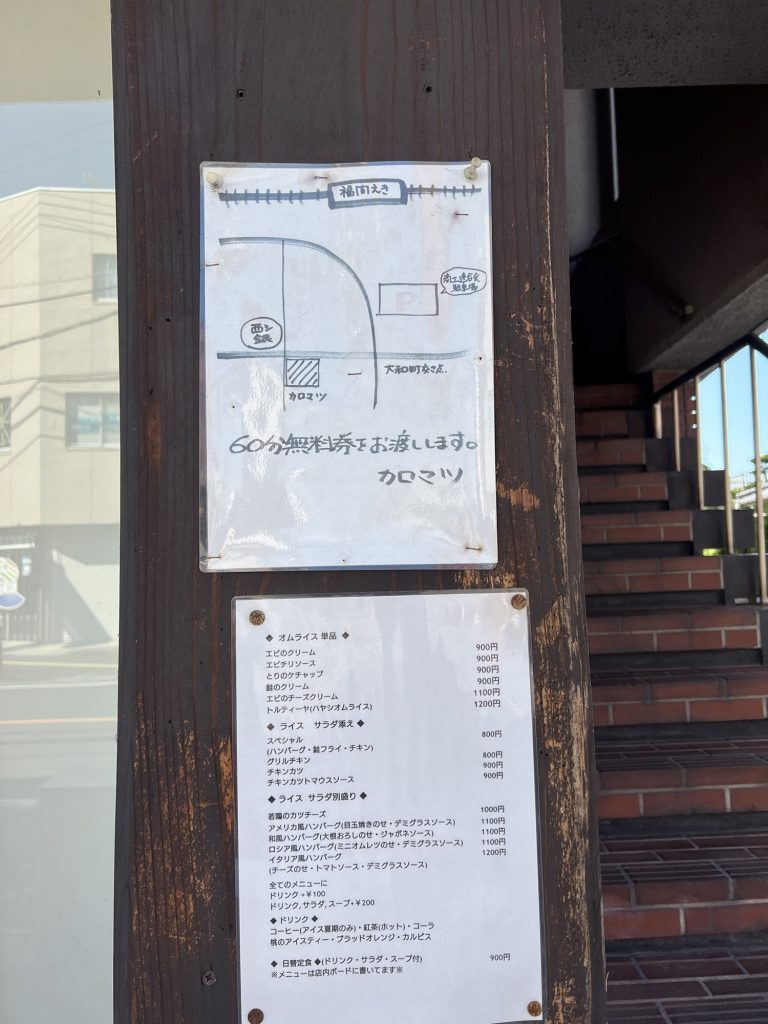 福間えき
商工連合会
駐車場
西シ
銀
カロマツ
大和町交差点.
60分無料券をお渡しします。
カロマツ
◆ オムライス 単品 ◆
エビのクリーム 900円
エビチリソース 900円
とりのケチャップ 900円
鮭のクリーム 900円
エビのチーズクリーム 1100円
トルティーヤ(ハヤシオムライス) 1200円
◆ ライス サラダ添え ◆
スペシャル 800円
(ハンバーグ・鮭フライ・チキン)
グリルチキン 800円
チキンカツ 900円
チキンカツトマウスソース 900円
◆ ライス サラダ別盛り ◆
若鶏のカツチーズ 1000円
アメリカ風ハンバーグ(目玉焼きのせ・デミグラスソース) 1100円
和風ハンバーグ(大根おろしのせ・ジャポネソース) 1100円
ロシア風ハンバーグ(ミニオムレツのせ・デミグラスソース) 1100円
イタリア風ハンバーグ 1200円
(チーズのせ・トマトソース・デミグラスソース)
全てのメニューに
ドリンク +￥100
ドリンク, サラダ, スープ+￥200
◆ ドリンク ◆
コーヒー(アイス夏期のみ)・紅茶(ホット)・コーラ
桃のアイスティー・ブラッドオレンジ・カルピス
◆ 日替定食 ◆(ドリンク・サラダ・スープ付) 900円
※メニューは店内ボードに書いてます※